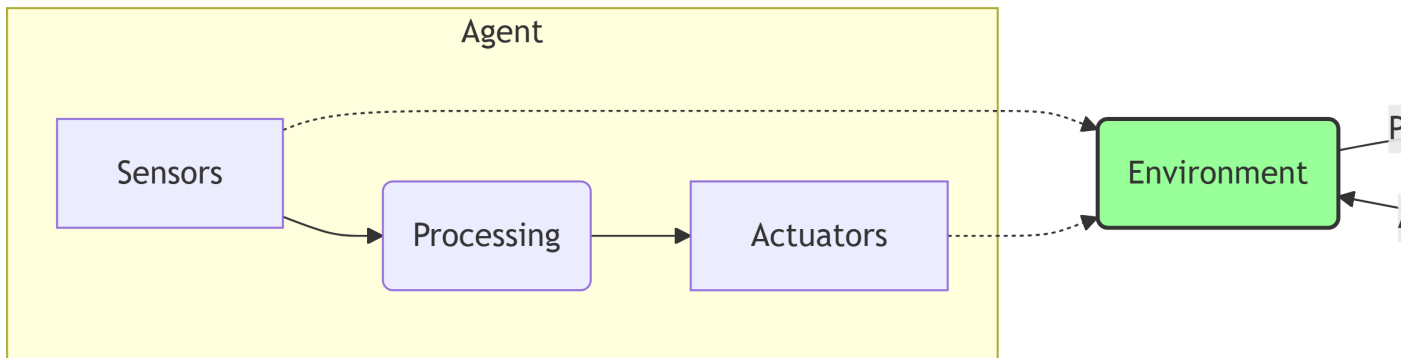 Agent
Sensors
Processing
Actuators
Environment